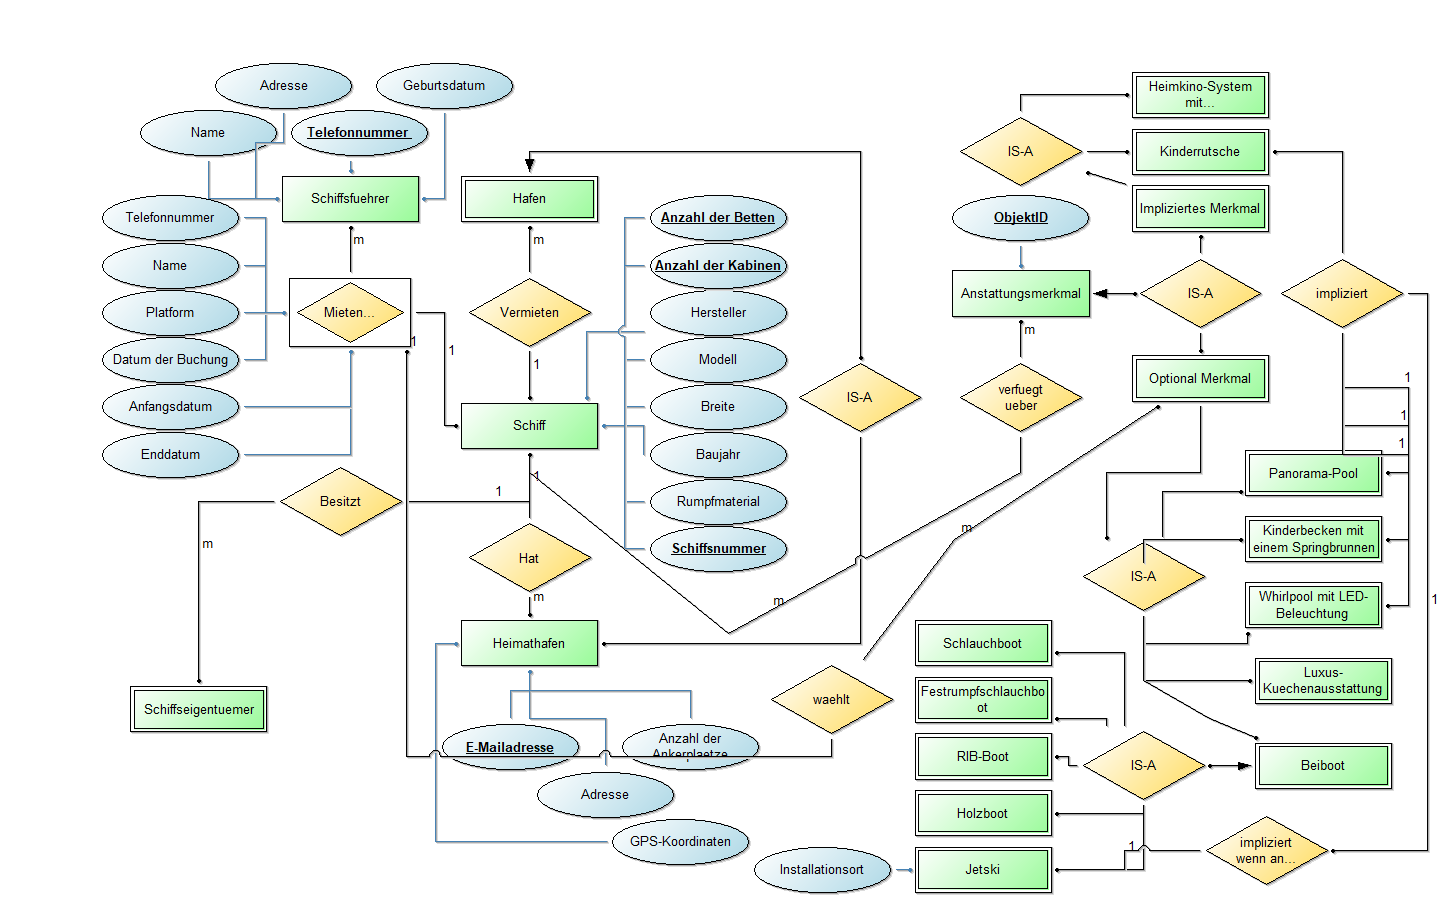 Adresse
Geburtsdatum
Name
Telefonnummer
Schiffsfuehrer
Hafen
Heimkino-System
mit...
IS-A
Kinderrutsche
Impliziertes Merkmal
ObjektID
Telefonnummer
Name
Platform
Datum der Buchung
Anfangsdatum
Enddatum
m
Mieten...
1
1
m
Vermieten
1
Schiff
1
Anzahl der Betten
Anzahl der Kabinen
Hersteller
Modell
Breite
Baujahr
Rumpfmaterial
Schiffsnummer
IS-A
Anstattungsmerkmal
IS-A
impliziert
m
verfuegt
ueber
Optional Merkmal
1
1
1
Panorama-Pool
Kinderbecken mit
einem Springbrunnen
Whirlpool mit LED-
Beleuchtung
Luxus-
Kuechenausstattung
Beiboot
IS-A
m
m
1
Besitzt
1
m
Hat
m
Heimathafen
Schiffseigentuemer
waehlt
E-Mailadresse
Anzahl der
Ankerplaetze
Adresse
GPS-Koordinaten
Schlauchboot
Festrumpfschlauchbo
ot
RIB-Boot
IS-A
Holzboot
1
impliziert
wenn an...
Installationsort
Jetski